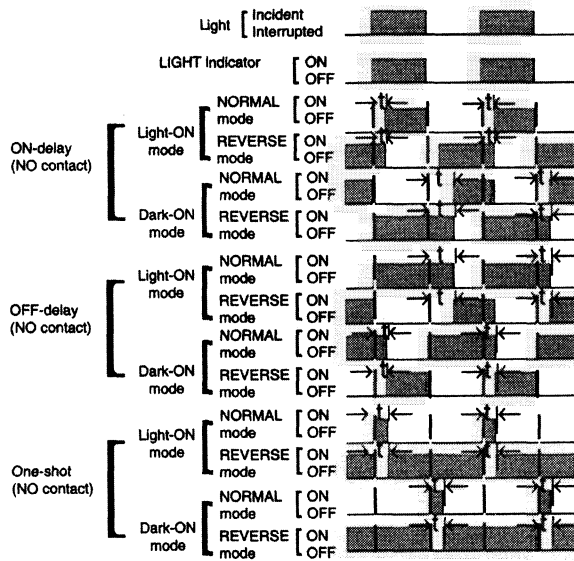 Light Incident
Interrupted
LIGHT Indicator ON
OFF
ON-delay
(NO contact)
Light-ON
mode
NORMAL
mode
ON
OFF
t
t
REVERSE
mode
ON
OFF
t
t
Dark-ON
mode
NORMAL
mode
ON
OFF
t
t
REVERSE
mode
ON
OFF
t
t
OFF-delay
(NO contact)
Light-ON
mode
NORMAL
mode
ON
OFF
t
t
REVERSE
mode
ON
OFF
t
t
Dark-ON
mode
NORMAL
mode
ON
OFF
t
t
REVERSE
mode
ON
OFF
t
t
One-shot
(NO contact)
Light-ON
mode
NORMAL
mode
ON
OFF
t
t
REVERSE
mode
ON
OFF
t
t
Dark-ON
mode
NORMAL
mode
ON
OFF
t
t
REVERSE
mode
ON
OFF
t
t